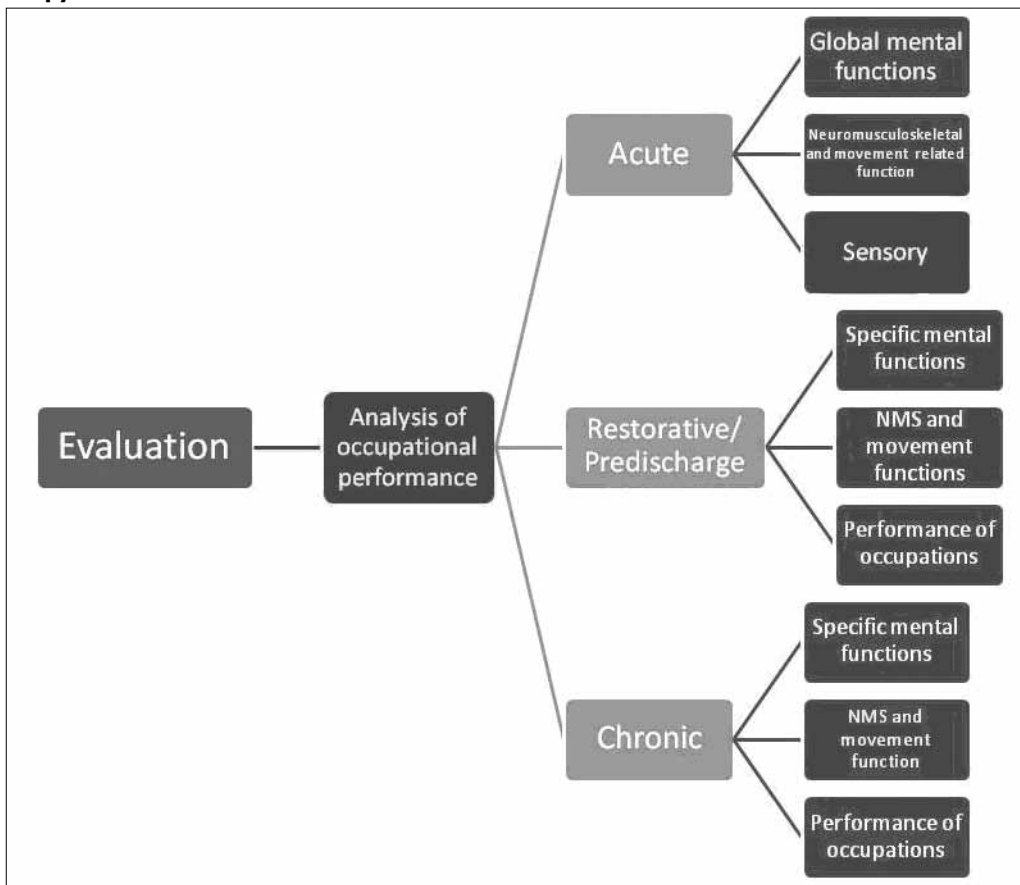 Evaluation
Analysis of
occupational
performance
Acute
Global mental
functions
Neuromusculoskeletal
and movement related
function
Sensory
Restorative/
Predischarge
Specific mental
functions
NMS and
movement
functions
Performance of
occupations
Chronic
Specific mental
functions
NMS and
movement
function
Performance of
occupations